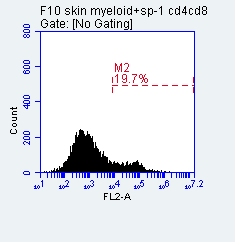 F10 skin myeloid+sp-1 cd4cd8
Gate: [No Gating]
M2
19.7%
800
600
400
200
0
Count
10^1 10^2 10^3 10^4 10^5 10^6 10^7.2
FL2-A